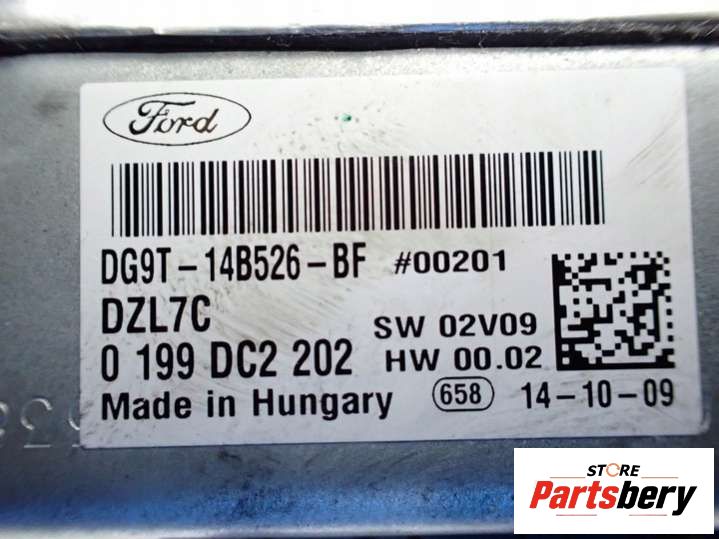 Ford
DG9T-14B526-BF #00201
DZL7C SW 02V09
0 199 DC2 202 HW 00.02
Made in Hungary 658 14-10-09
STORE
Partsbery